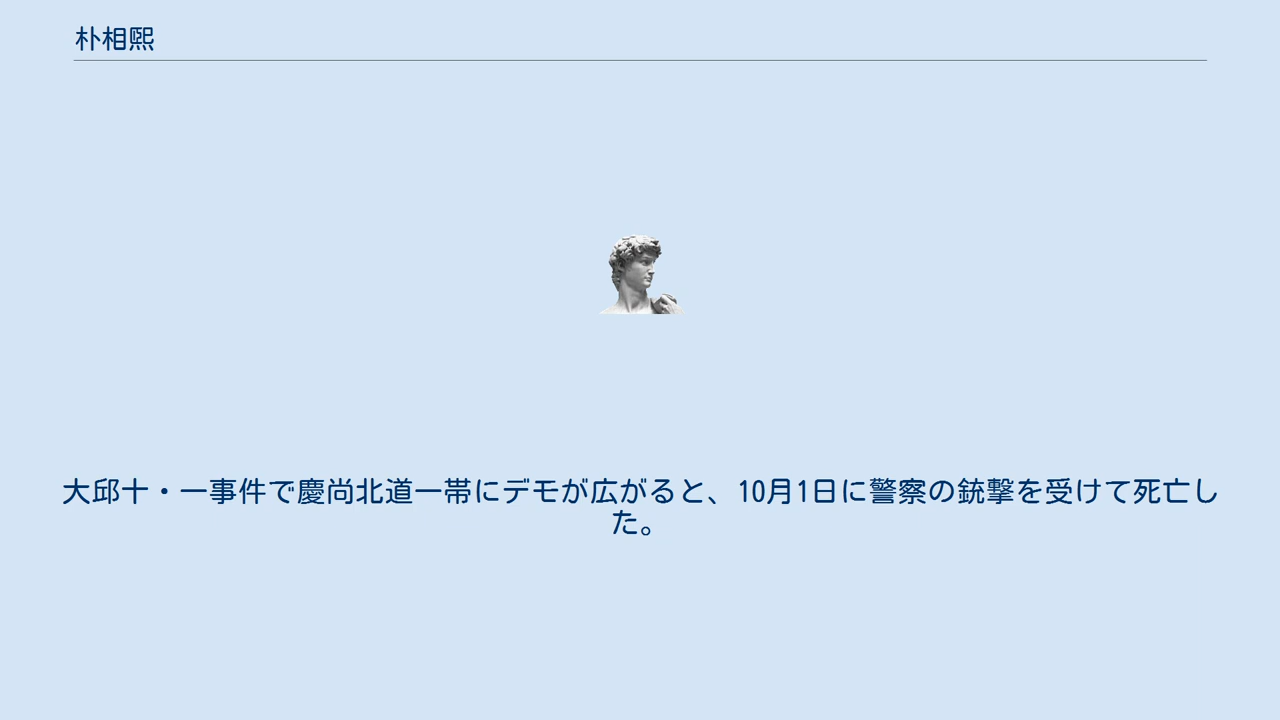 朴相煕
大邱十・一事件で慶尚北道一帯にデモが広がると、10月1日に警察の銃撃を受けて死亡し
た。